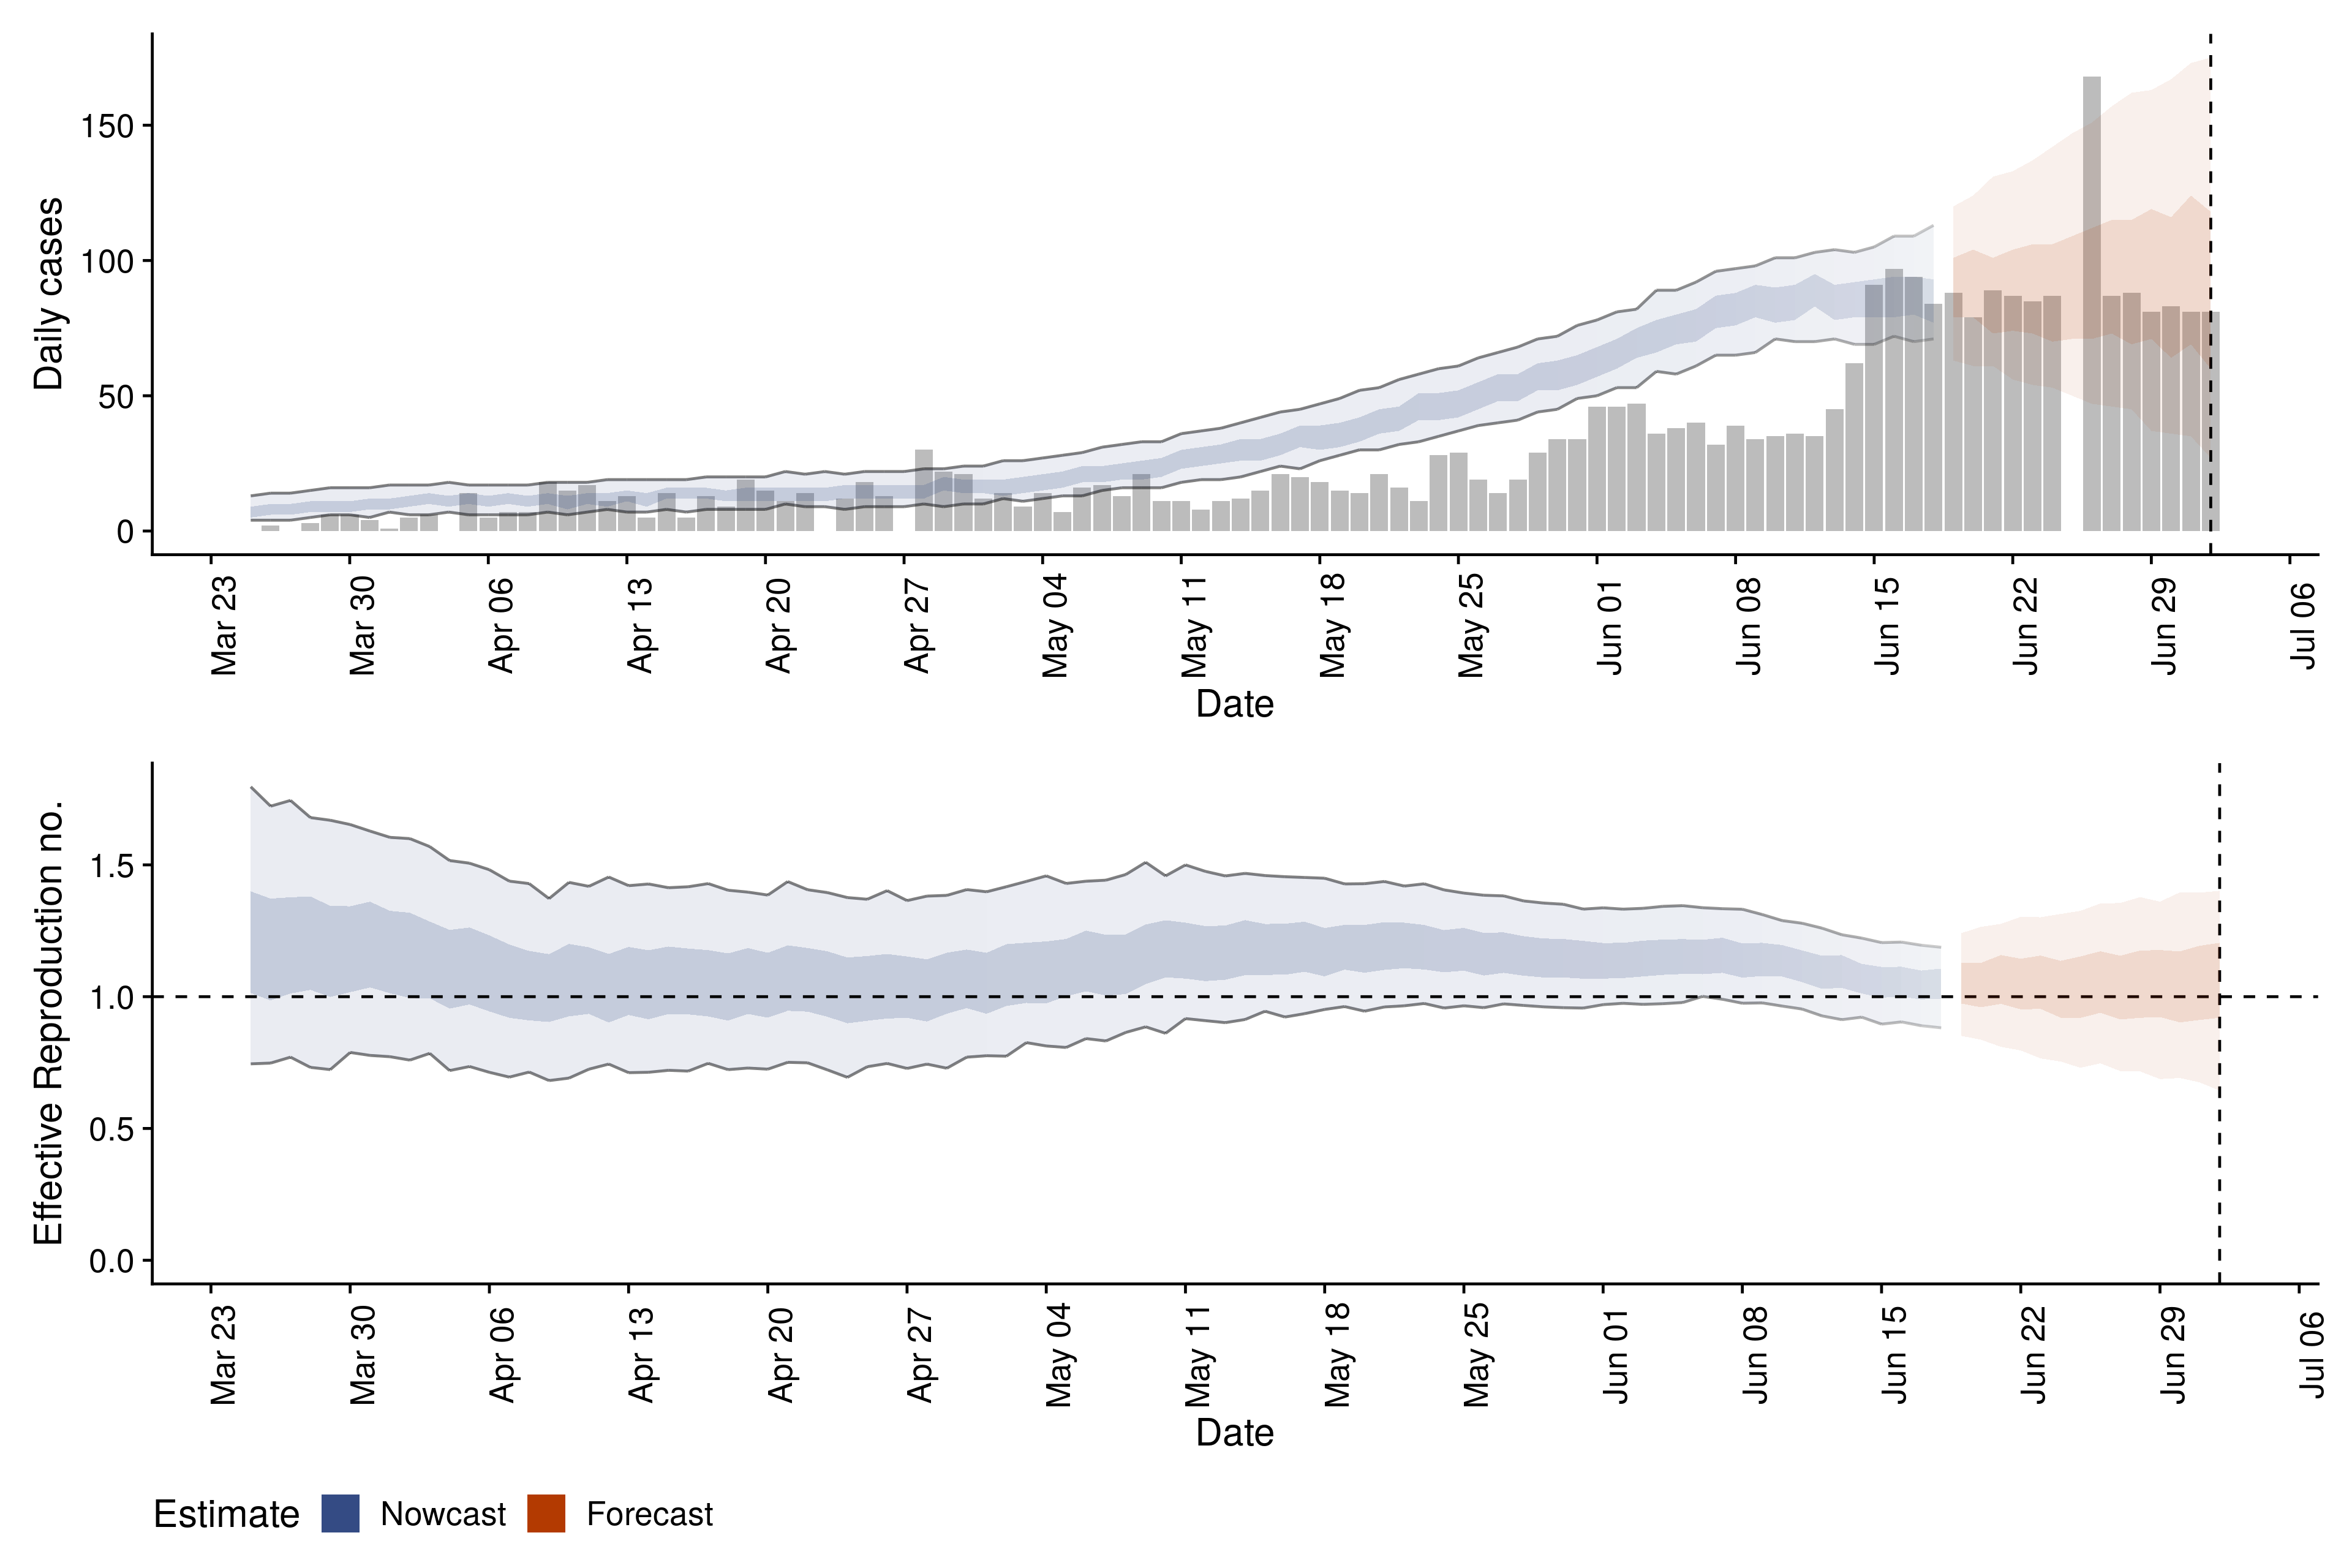 Daily cases
150
100
50
0
Mar 23
Mar 30
Apr 06
Apr 13
Apr 20
Apr 27
May 04
May 11
May 18
May 25
Jun 01
Jun 08
Jun 15
Jun 22
Jun 29
Jul 06
Date
Effective Reproduction no.
1.5
1.0
0.5
0.0
Mar 23
Mar 30
Apr 06
Apr 13
Apr 20
Apr 27
May 04
May 11
May 18
May 25
Jun 01
Jun 08
Jun 15
Jun 22
Jun 29
Jul 06
Date
Estimate Nowcast Forecast